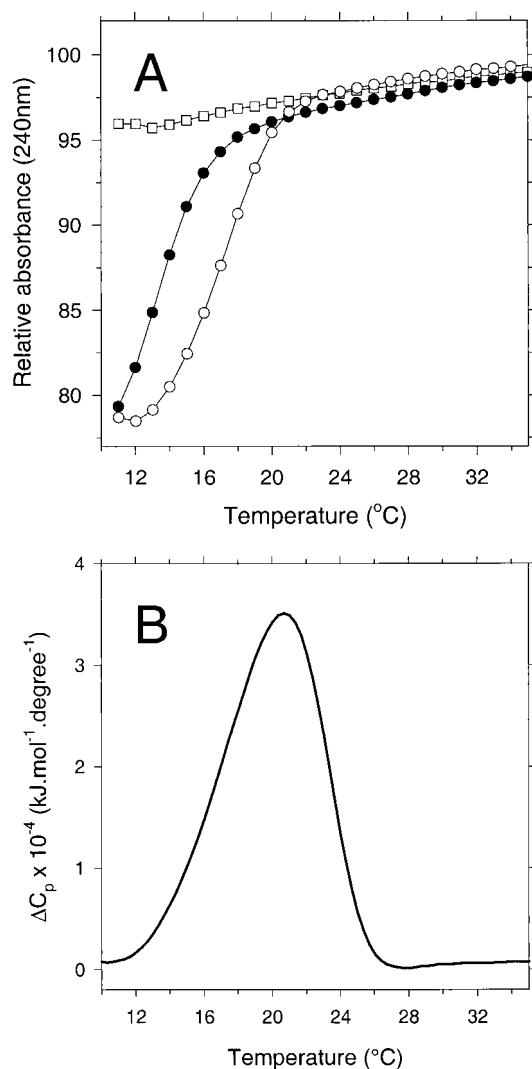 A
Relative absorbance (240nm)
100
95
90
85
80
12 16 20 24 28 32
Temperature (°C)
B
ΔCp x 10-4 (kJ.mol-1.degree-1)
4
3
2
1
0
12 16 20 24 28 32
Temperature (°C)